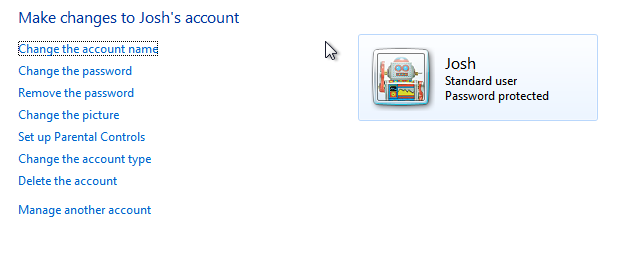 Make changes to Josh's account
Change the account name
Change the password
Remove the password
Change the picture
Set up Parental Controls
Change the account type
Delete the account
Manage another account
Josh
Standard user
Password protected